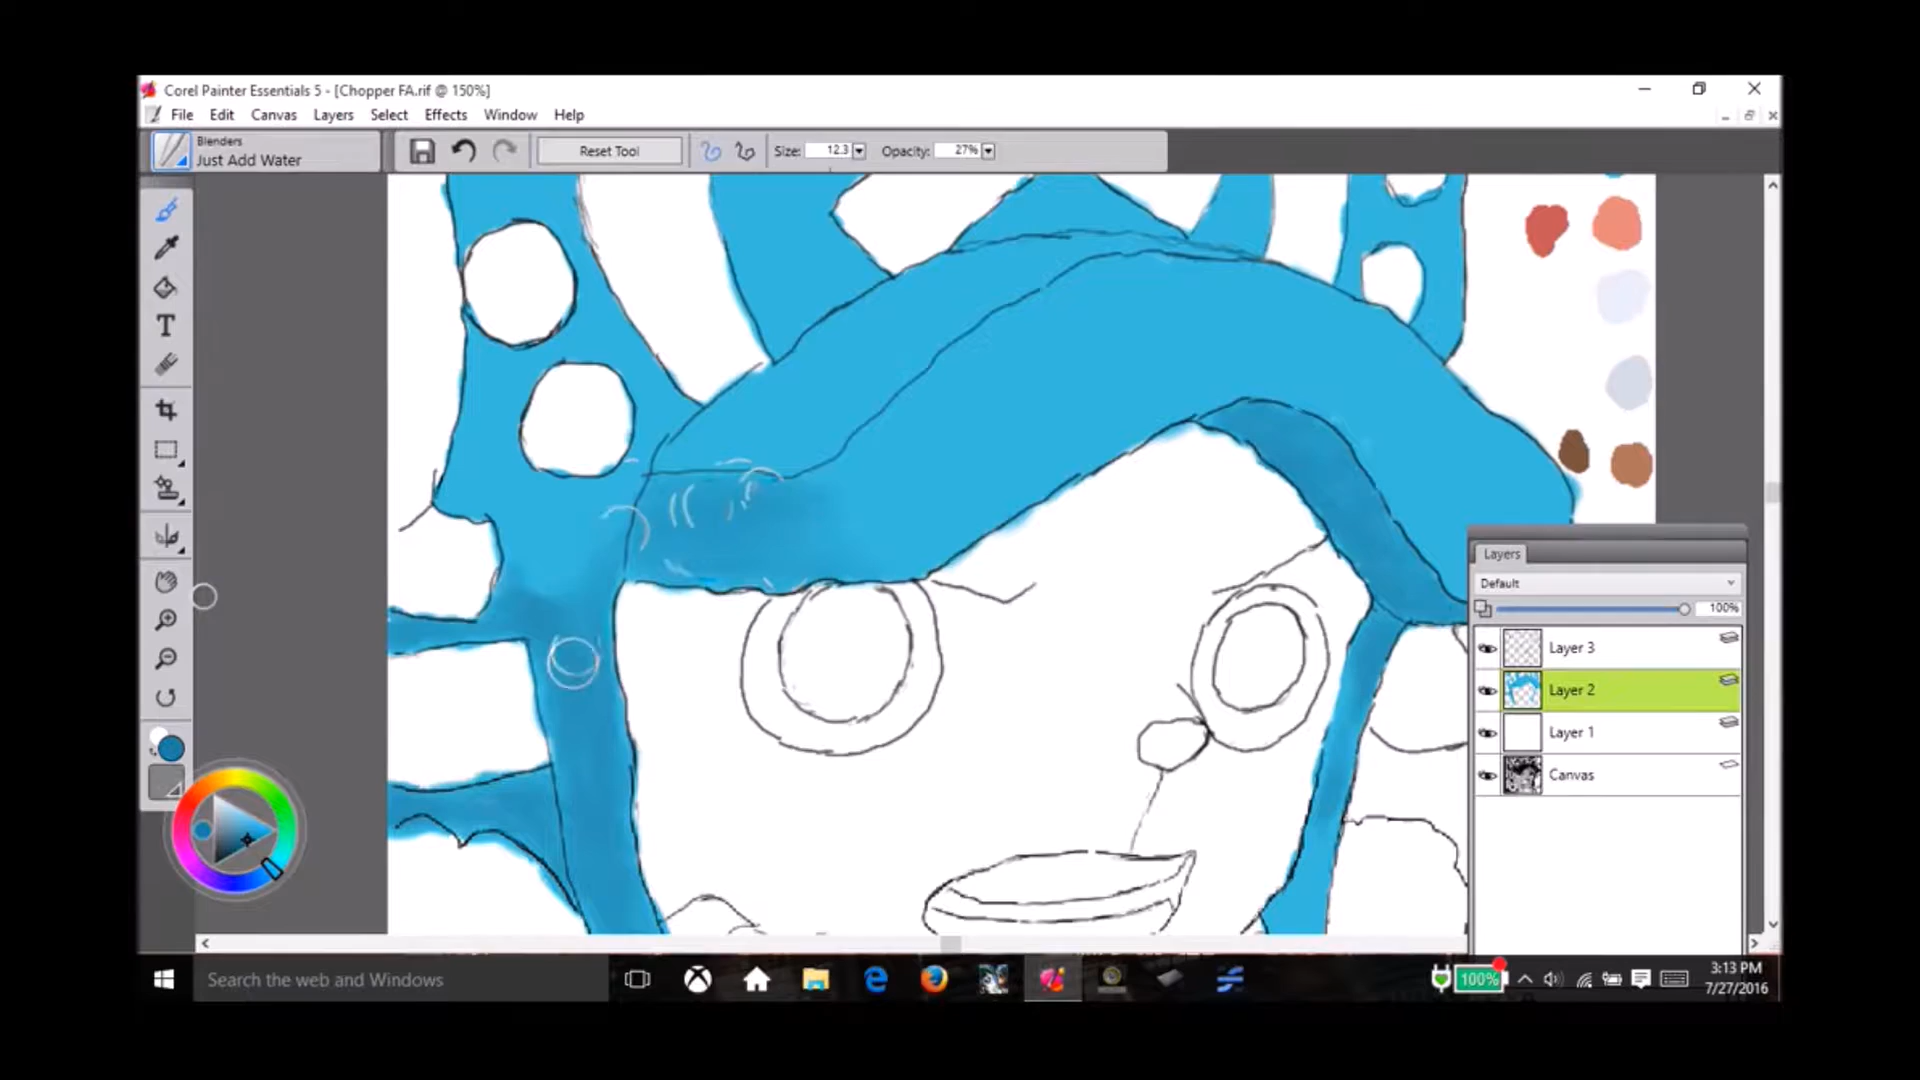 Corel Painter Essentials 5 - [Chopper FA.rif @ 150%]
File Edit Canvas Layers Select Effects Window Help
Blenders
Just Add Water
Reset Tool
Size: 12.3
Opacity: 27%
T
Layers
Default
100%
Layer 3
Layer 2
Layer 1
Canvas
Search the web and Windows
100%
3:13 PM
7/27/2016